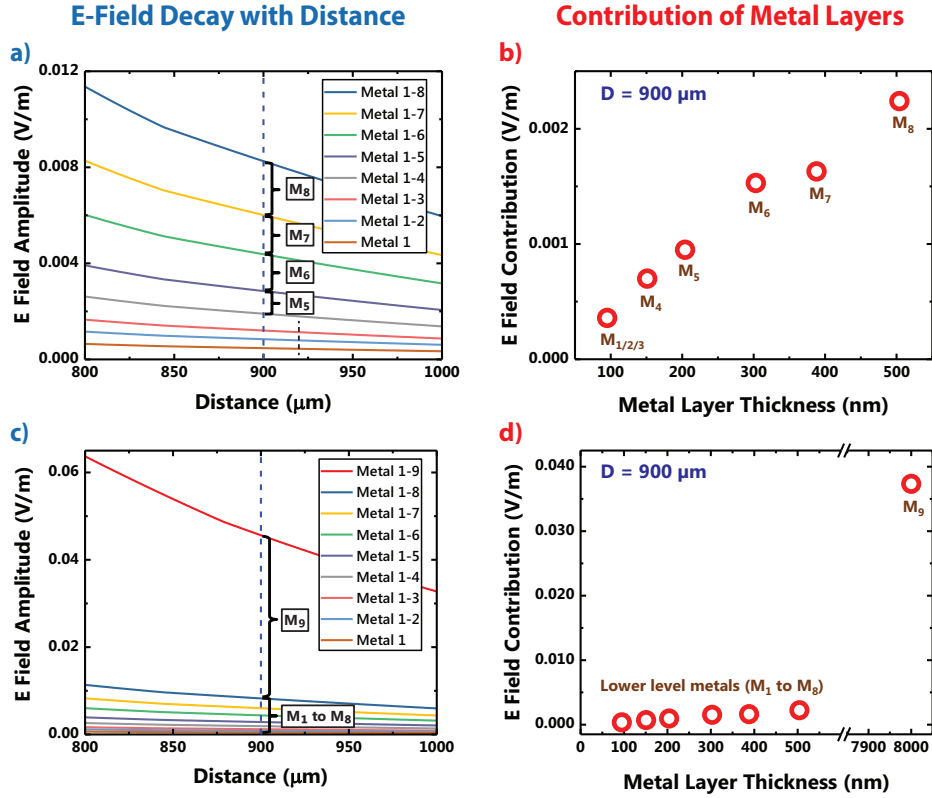 E-Field Decay with Distance
Contribution of Metal Layers
a)
E Field Amplitude (V/m)
0.012
0.008
0.004
0.000
800
850
900
950
1000
Distance (μm)
Metal 1-8
Metal 1-7
Metal 1-6
Metal 1-5
Metal 1-4
Metal 1-3
Metal 1-2
Metal 1
M8
M7
M6
M5
b)
E Field Contribution (V/m)
0.002
0.001
0.000
100
200
300
400
500
Metal Layer Thickness (nm)
D = 900 μm
M8
M7
M6
M5
M4
M1/2/3
c)
E Field Amplitude (V/m)
0.06
0.04
0.02
0.00
800
850
900
950
1000
Distance (μm)
Metal 1-9
Metal 1-8
Metal 1-7
Metal 1-6
Metal 1-5
Metal 1-4
Metal 1-3
Metal 1-2
Metal 1
M9
M1 to M8
d)
E Field Contribution (V/m)
0.040
0.030
0.020
0.010
0.000
0
100
200
300
400
500
7900
8000
Metal Layer Thickness (nm)
D = 900 μm
M9
Lower level metals (M1 to M8)